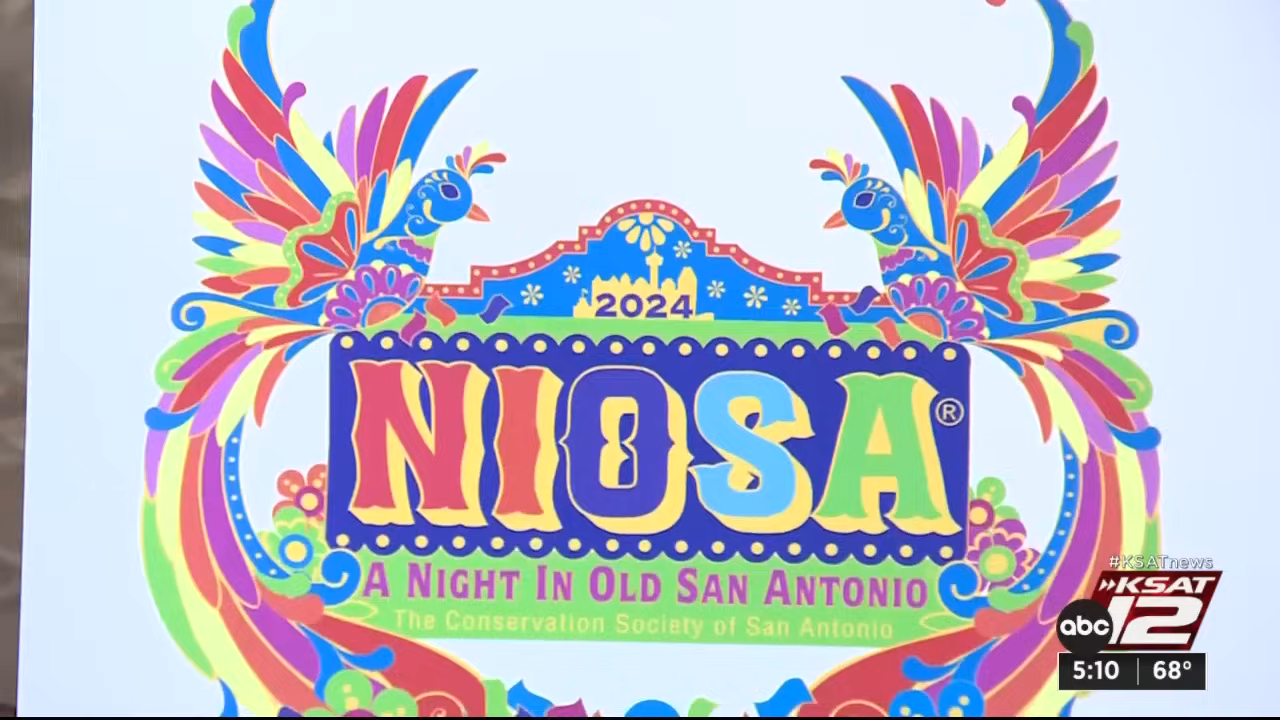 2024
NIOSA®
A NIGHT IN OLD SAN ANTONIO
The Conservation Society of San Antonio
#KSATnews
KSAT
abc 12
5:10 68°